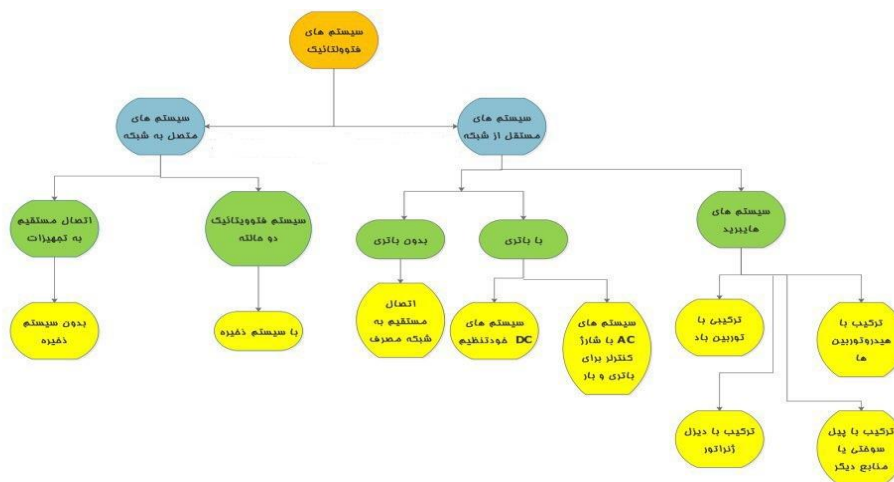 سیستم های
فتوولتائیک
سیستم های
متصل به شبکه
سیستم های
مستقل از شبکه
اتصال مستقیم
به تجهیزات
سیستم فتوویتائیک
دو حالته
بدون باتری
با باتری
سیستم های
هایبرید
بدون سیستم
ذفیره
با سیستم ذفیره
اتصال
مستقیم به
شبکه مصرف
سیستم های
DC خودتنظیم
سیستم های
AC با شارژ
کنترلر برای
باتری و بار
ترکیبی با
توربین باد
ترکیب با
هیدروتوربین
ها
ترکیب با دیزل
ژنراتور
ترکیب با پیل
سوختی یا
منابع دیگر